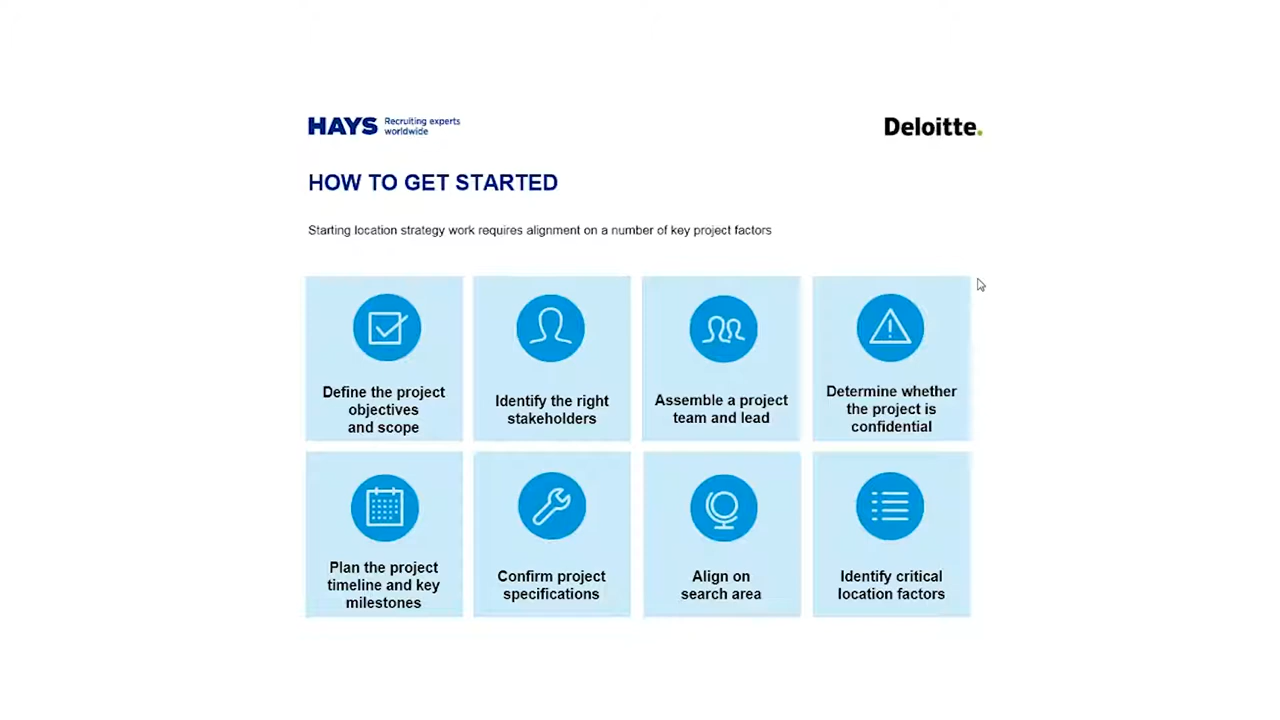 HAYS Recruiting experts
worldwide
Deloitte.
HOW TO GET STARTED
Starting location strategy work requires alignment on a number of key project factors
Define the project
objectives
and scope
Identify the right
stakeholders
Assemble a project
team and lead
Determine whether
the project is
confidential
Plan the project
timeline and key
milestones
Confirm project
specifications
Align on
search area
Identify critical
location factors